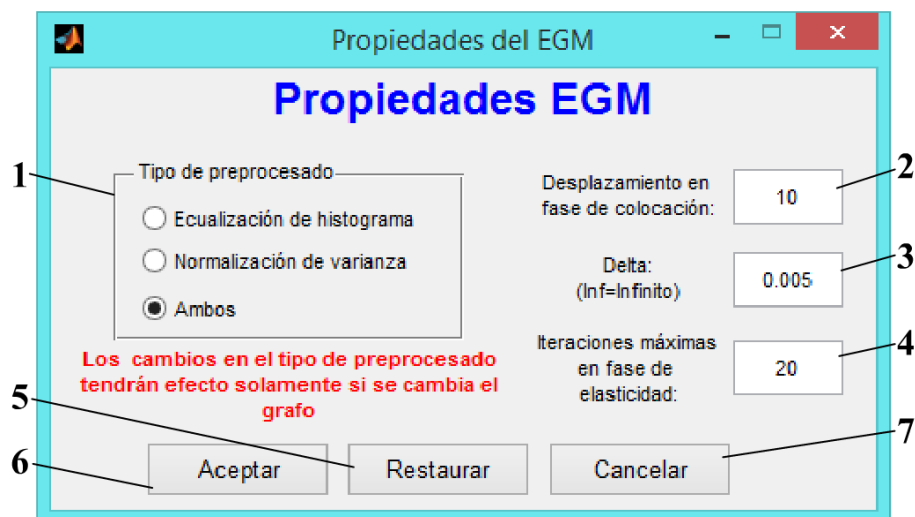 Propiedades del EGM
Propiedades EGM
1
Tipo de preprocesado
Ecualización de histograma
Normalización de varianza
Ambos
Los cambios en el tipo de preprocesado
tendrán efecto solamente si se cambia el
grafo
Desplazamiento en
fase de colocación:
10
2
Delta:
(Inf=Infinito)
0.005
3
Iteraciones máximas
en fase de
elasticidad:
20
4
5
6
Aceptar
Restaurar
Cancelar
7